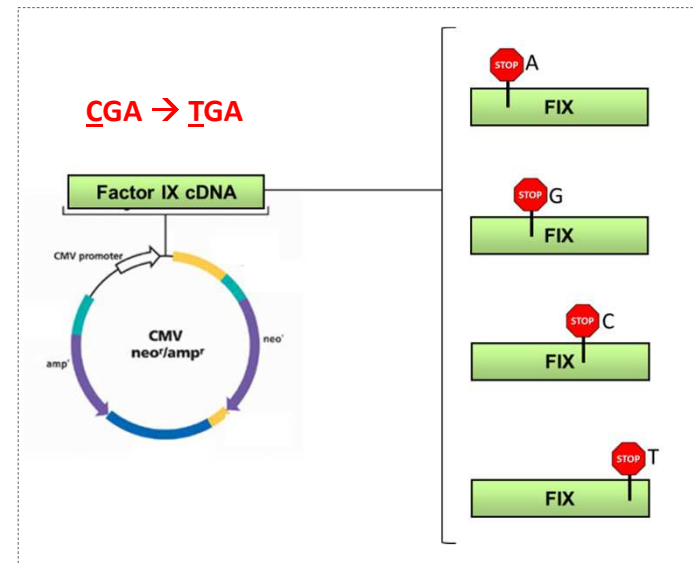 CGA → TGA
Factor IX cDNA
CMV promoter
CMV
neoʳ/ampʳ
ampʳ
neoʳ
STOP A
FIX
STOP G
FIX
STOP C
FIX
STOP T
FIX